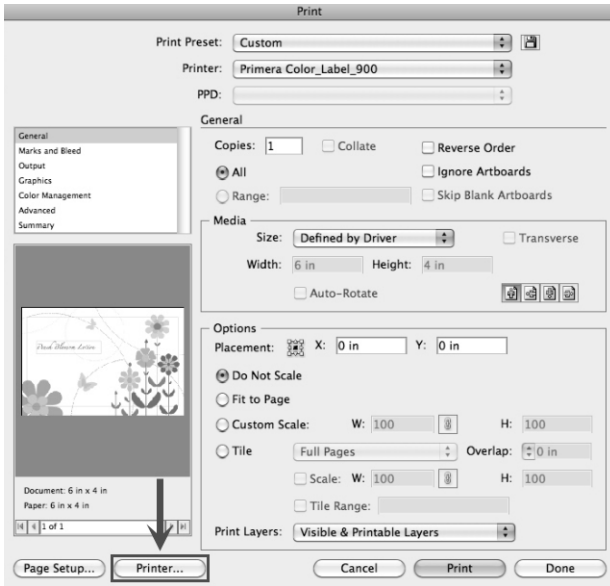 Print
Print Preset: Custom
Printer: Primera Color_Label_900
PPD:
General
Marks and Bleed
Output
Graphics
Color Management
Advanced
Summary
General
Copies: 1 Collate Reverse Order
All Ignore Artboards
Range: Skip Blank Artboards
Media
Size: Defined by Driver Transverse
Width: 6 in Height: 4 in
Auto-Rotate
Peach Blossom Lotion
Options
Placement: X: 0 in Y: 0 in
Do Not Scale
Fit to Page
Custom Scale: W: 100 H: 100
Tile Full Pages Overlap: 0 in
Scale: W: 100 H: 100
Tile Range:
Print Layers: Visible & Printable Layers
Document: 6 in x 4 in
Paper: 6 in x 4 in
1 of 1
Page Setup... Printer... Cancel Print Done